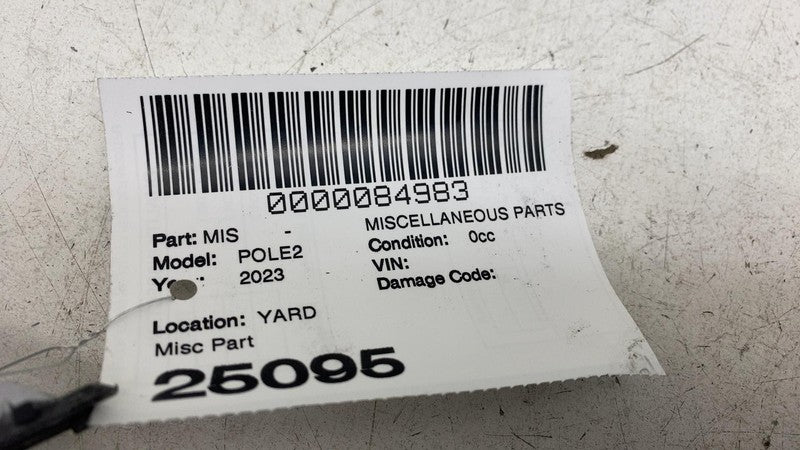 0000084983
Part: MIS - MISCELLANEOUS PARTS
Model: POLE2 Condition: 0cc
2023 VIN:
Damage Code:
Location: YARD
Misc Part
25095